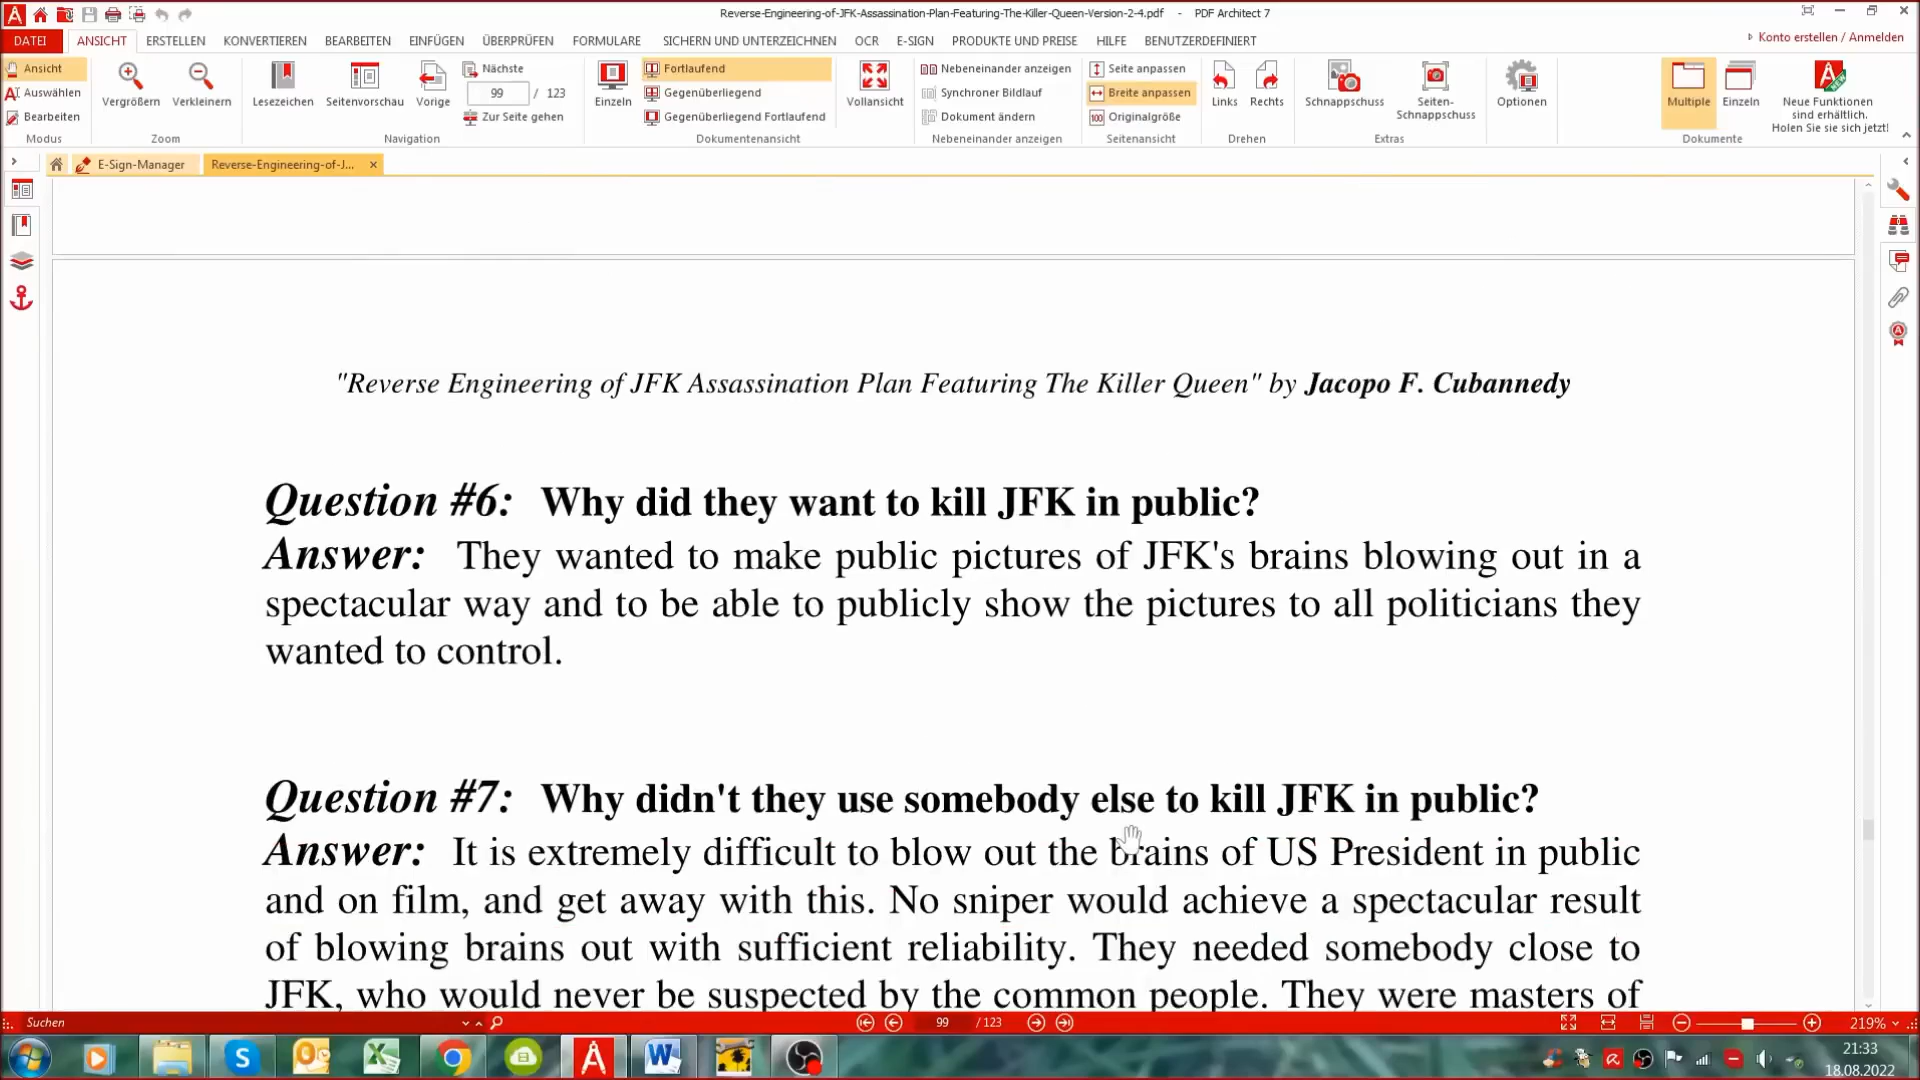 Reverse-Engineering-of-JFK-Assassination-Plan-Featuring-The-Killer-Queen-Version-2-4.pdf - PDF Architect 7
DATEI ANSICHT ERSTELLEN KONVERTIEREN BEARBEITEN EINFÜGEN ÜBERPRÜFEN FORMULARE SICHERN UND UNTERZEICHNEN OCR E-SIGN PRODUKTE UND PREISE HILFE BENUTZERDEFINIERT Konto erstellen / Anmelden
Ansicht
Auswählen
Bearbeiten
Modus
Vergrößern Verkleinern
Zoom
Lesezeichen Seitenvorschau Vorige
Nächste
99 / 123
Zur Seite gehen
Navigation
Einzeln
Fortlaufend
Gegenüberliegend
Gegenüberliegend Fortlaufend
Dokumentansicht
Vollansicht
Nebeneinander anzeigen
Synchroner Bildlauf
Dokument ändern
Nebeneinander anzeigen
Seite anpassen
Breite anpassen
100 Originalgröße
Seitenansicht
Links Rechts
Drehen
Schnappschuss
Seiten-
Schnappschuss
Extras
Optionen
Multiple Einzeln
Dokumente
NEW
Neue Funktionen
sind erhältlich.
Holen Sie sie sich jetzt!
E-Sign-Manager
Reverse-Engineering-of-J...
"Reverse Engineering of JFK Assassination Plan Featuring The Killer Queen" by Jacopo F. Cubannedy
Question #6: Why did they want to kill JFK in public?
Answer: They wanted to make public pictures of JFK's brains blowing out in a
spectacular way and to be able to publicly show the pictures to all politicians they
wanted to control.
Question #7: Why didn't they use somebody else to kill JFK in public?
Answer: It is extremely difficult to blow out the brains of US President in public
and on film, and get away with this. No sniper would achieve a spectacular result
of blowing brains out with sufficient reliability. They needed somebody close to
JFK, who would never be suspected by the common people. They were masters of
Suchen
99 / 123
219%
21:33
18.08.2022